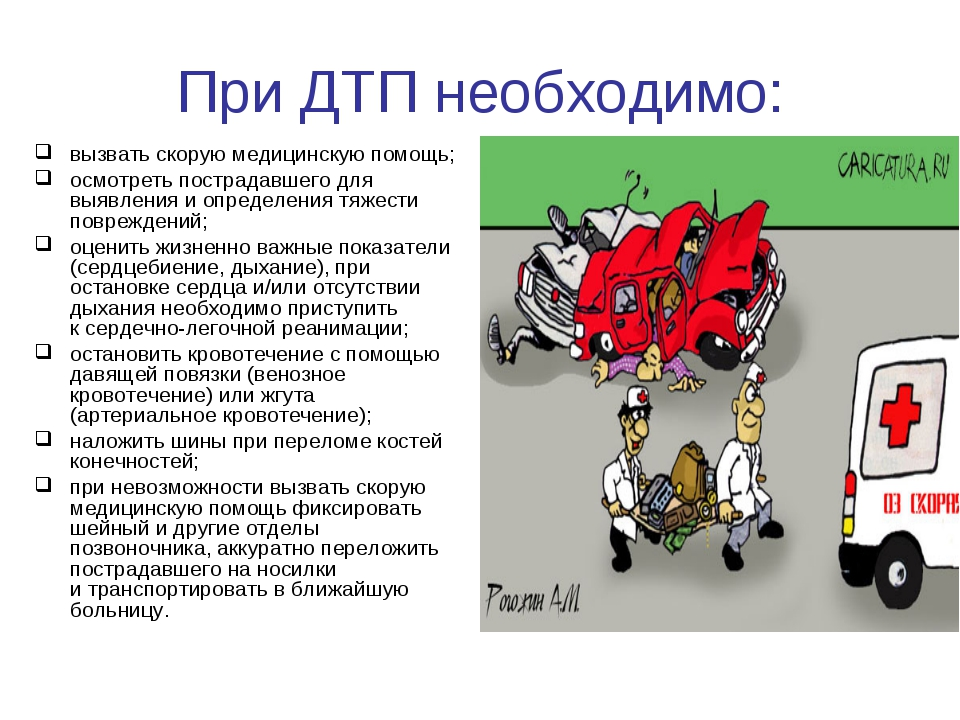 При ДТП необходимо:
вызвать скорую медицинскую помощь;
осмотреть пострадавшего для
выявления и определения тяжести
повреждений;
оценить жизненно важные показатели
(сердцебиение, дыхание), при
остановке сердца и/или отсутствии
дыхания необходимо приступить
к сердечно-легочной реанимации;
остановить кровотечение с помощью
давящей повязки (венозное
кровотечение) или жгута
(артериальное кровотечение);
наложить шины при переломе костей
конечностей;
при невозможности вызвать скорую
медицинскую помощь фиксировать
шейный и другие отделы
позвоночника, аккуратно переложить
пострадавшего на носилки
и транспортировать в ближайшую
больницу.
CARICATURA.RU
03 СКОРАЯ
Рогожин А.М.